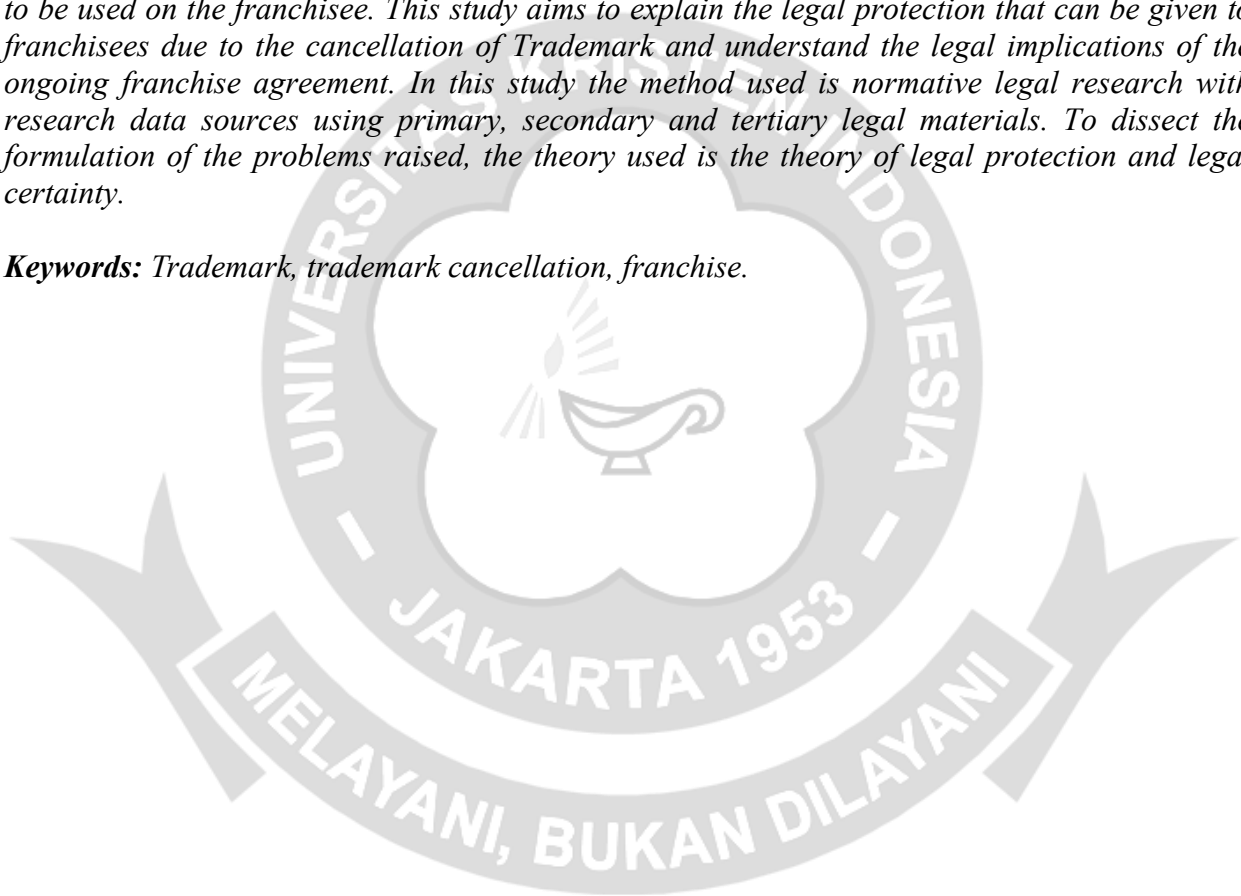 to be used on the franchisee. This study aims to explain the legal protection that can be given to
franchisees due to the cancellation of Trademark and understand the legal implications of the
ongoing franchise agreement. In this study the method used is normative legal research with
research data sources using primary, secondary and tertiary legal materials. To dissect the
formulation of the problems raised, the theory used is the theory of legal protection and legal
certainty.
Keywords: Trademark, trademark cancellation, franchise.
UNIVERSITAS KRISTEN INDONESIA
JAKARTA 1953
MELAYANI, BUKAN DILAYANI